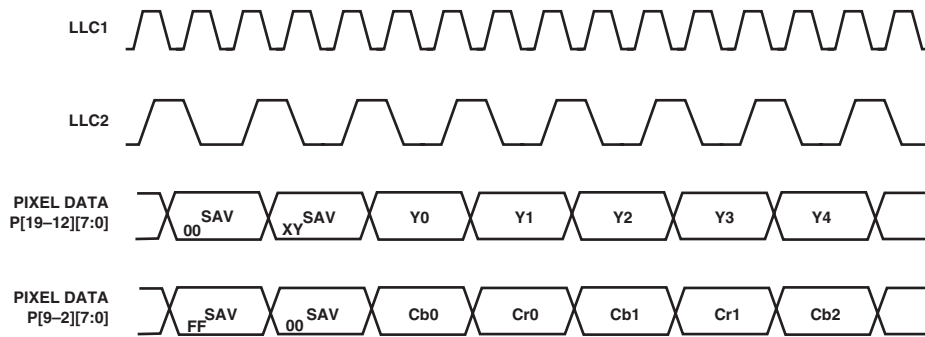 LLC1
LLC2
PIXEL DATA
P[19–12][7:0]
00 SAV XY SAV Y0 Y1 Y2 Y3 Y4
PIXEL DATA
P[9–2][7:0]
FF SAV 00 SAV Cb0 Cr0 Cb1 Cr1 Cb2